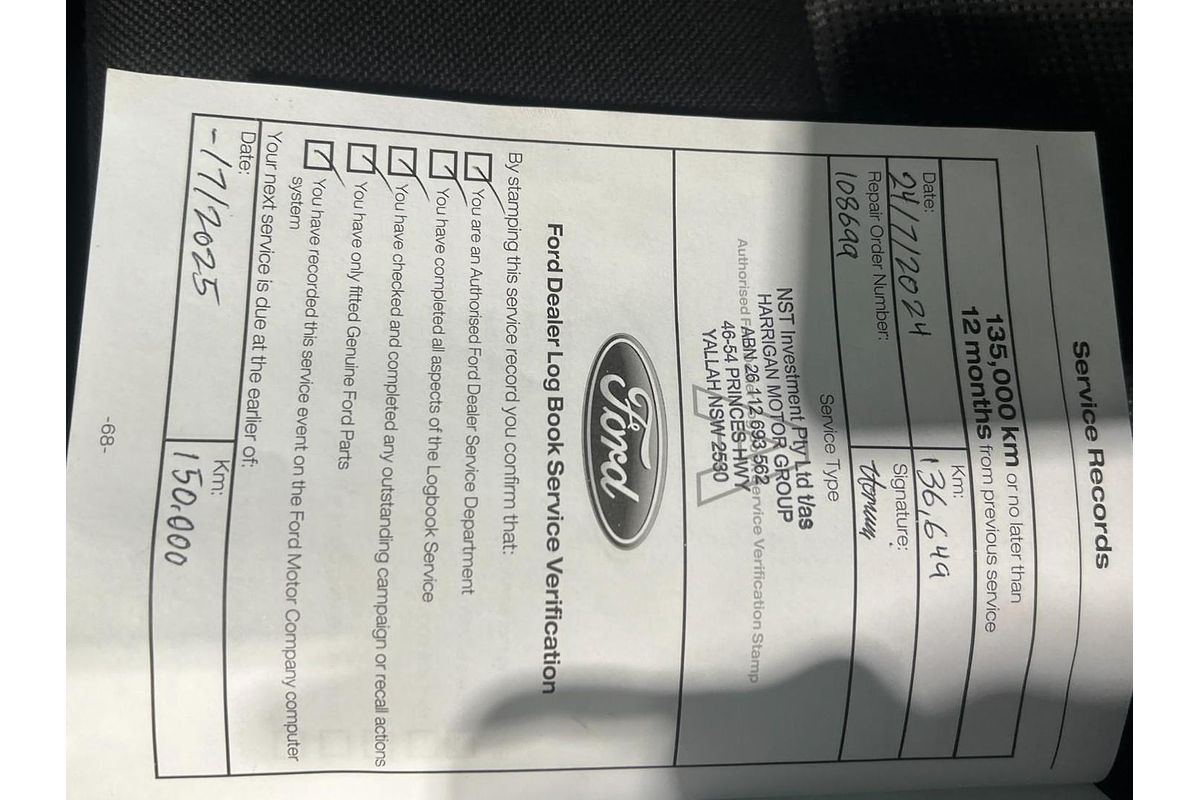 Service Records
135,000 km or no later than
12 months from previous service
Date:
24/7/2024
Km:
136,649
Repair Order Number:
108699
Signature:
Service Type
NST Investment Pty Ltd t/as
HARRIGAN MOTOR GROUP
ABN 26 112 693 562
46-54 PRINCES HWY
YALLAH NSW 2530
Authorised F ervice Verification Stamp
Ford
Ford Dealer Log Book Service Verification
By stamping this service record you confirm that:
You are an Authorised Ford Dealer Service Department
You have completed all aspects of the Logbook Service
You have checked and completed any outstanding campaign or recall actions
You have only fitted Genuine Ford Parts
You have recorded this service event on the Ford Motor Company computer
system
Your next service is due at the earlier of:
Date:
-/7/2025
Km:
150.000
-68-